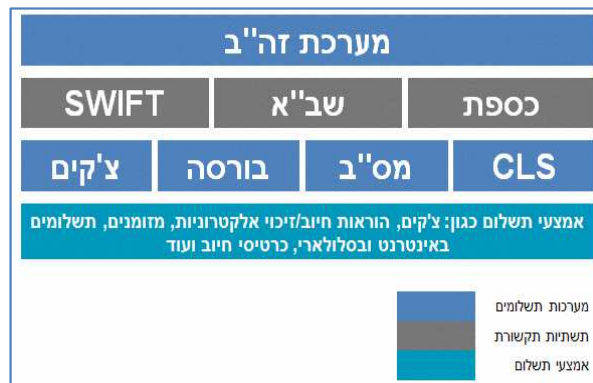 מערכת זה''ב
כספת שב''א SWIFT
CLS מס''ב בורסה צ'קים
אמצעי תשלום כגון: צ'קים, הוראות חיוב/זיכוי אלקטרוניות, מזומנים, תשלומים
באינטרנט ובסלולארי, כרטיסי חיוב ועוד
מערכות תשלומים
תשתיות תקשורת
אמצעי תשלום